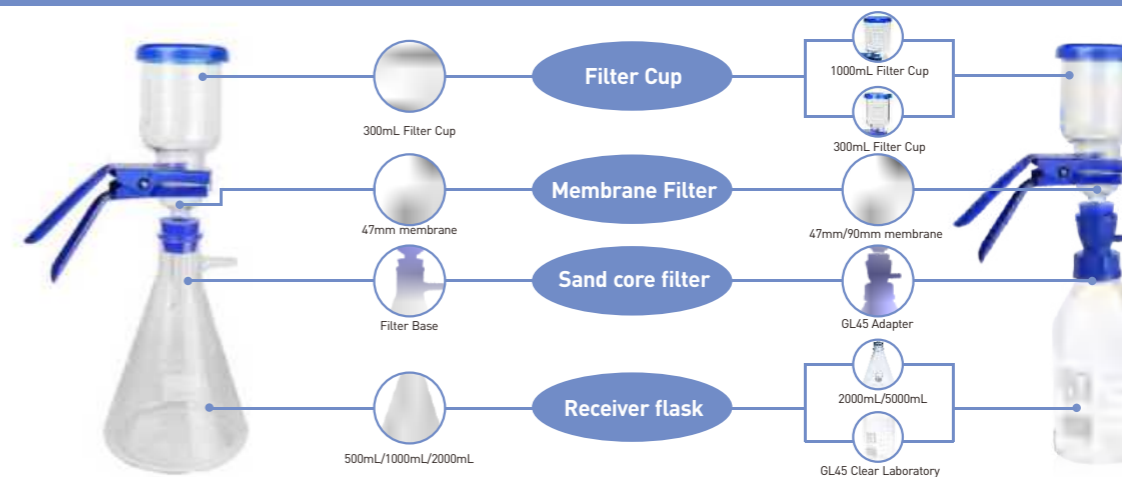 Filter Cup
300mL Filter Cup
1000mL Filter Cup
300mL Filter Cup
Membrane Filter
47mm membrane
47mm/90mm membrane
Sand core filter
Filter Base
GL45 Adapter
Receiver flask
500mL/1000mL/2000mL
2000mL/5000mL
GL45 Clear Laboratory